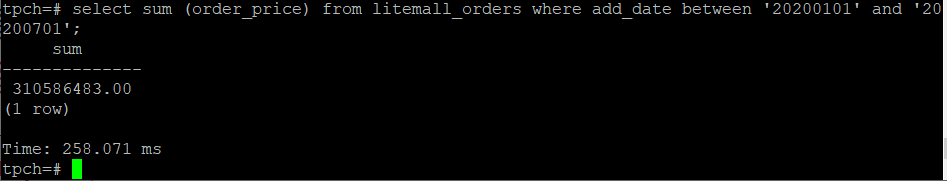 tpch=# select sum (order_price) from litemall_orders where add_date between '20200101' and '20
200701';
     sum
--------------
 310586483.00
(1 row)

Time: 258.071 ms
tpch=#